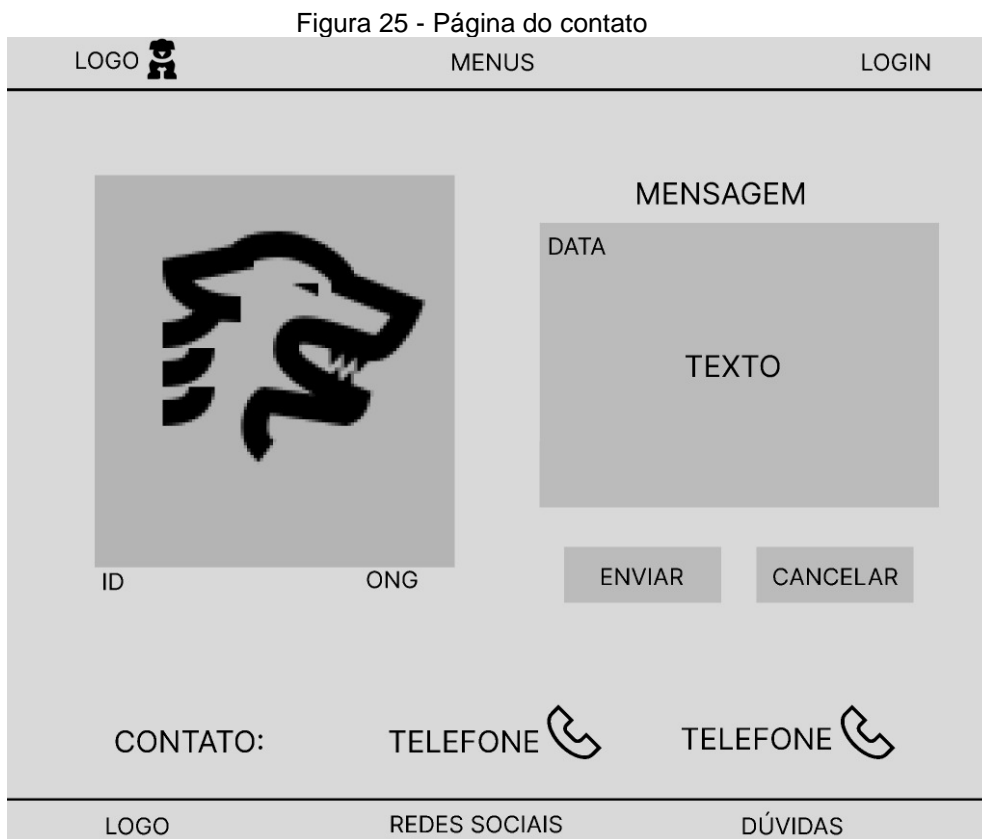 Figura 25 - Página do contato
LOGO MENUS LOGIN
MENSAGEM
DATA
TEXTO
ID ONG
ENVIAR CANCELAR
CONTATO: TELEFONE TELEFONE
LOGO REDES SOCIAIS DÚVIDAS